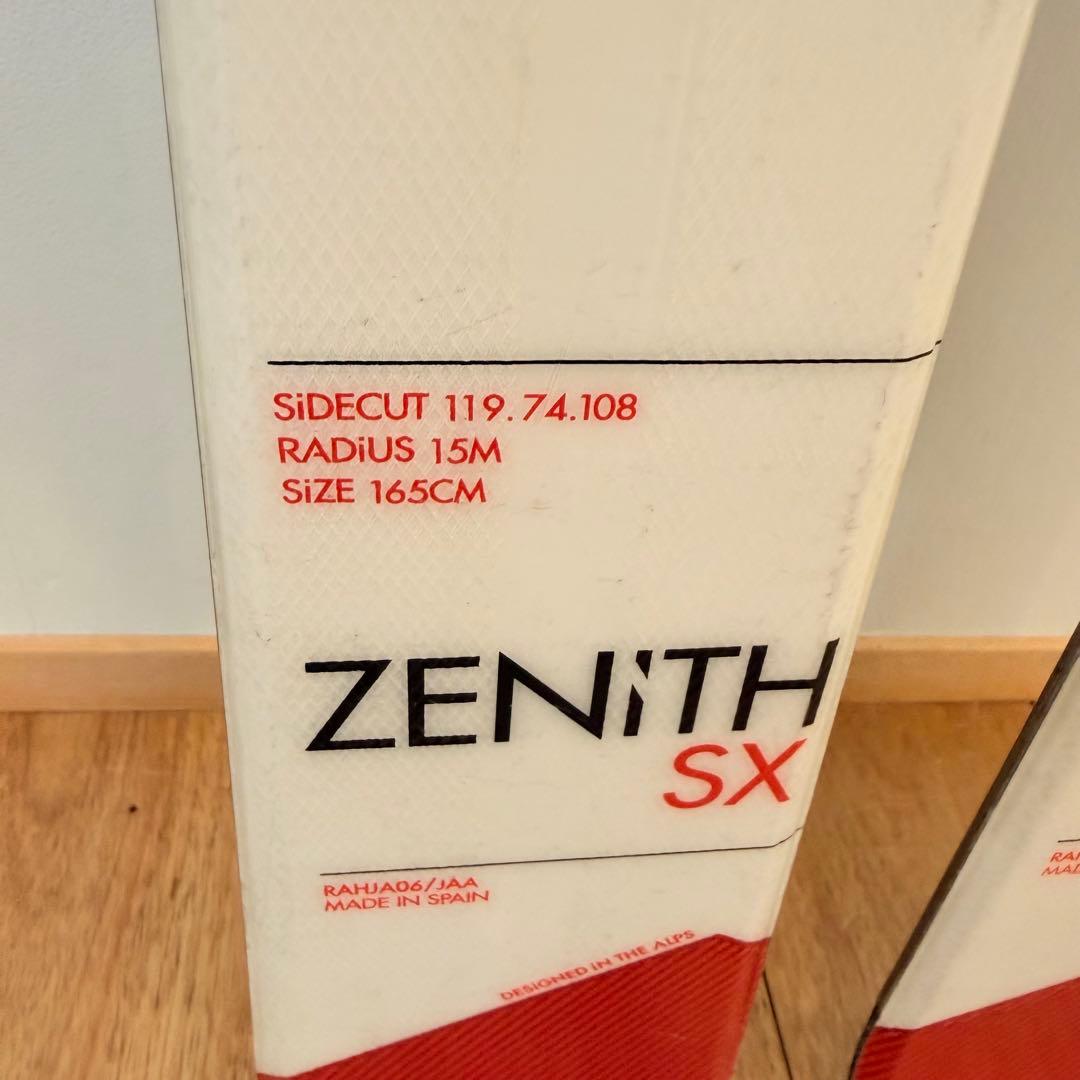 SiDECUT 119.74.108
RADiUS 15M
SiZE 165CM
ZENiTH
SX
RAHJA06/JAA
MADE IN SPAIN
DESiGNED iN THE ALPS